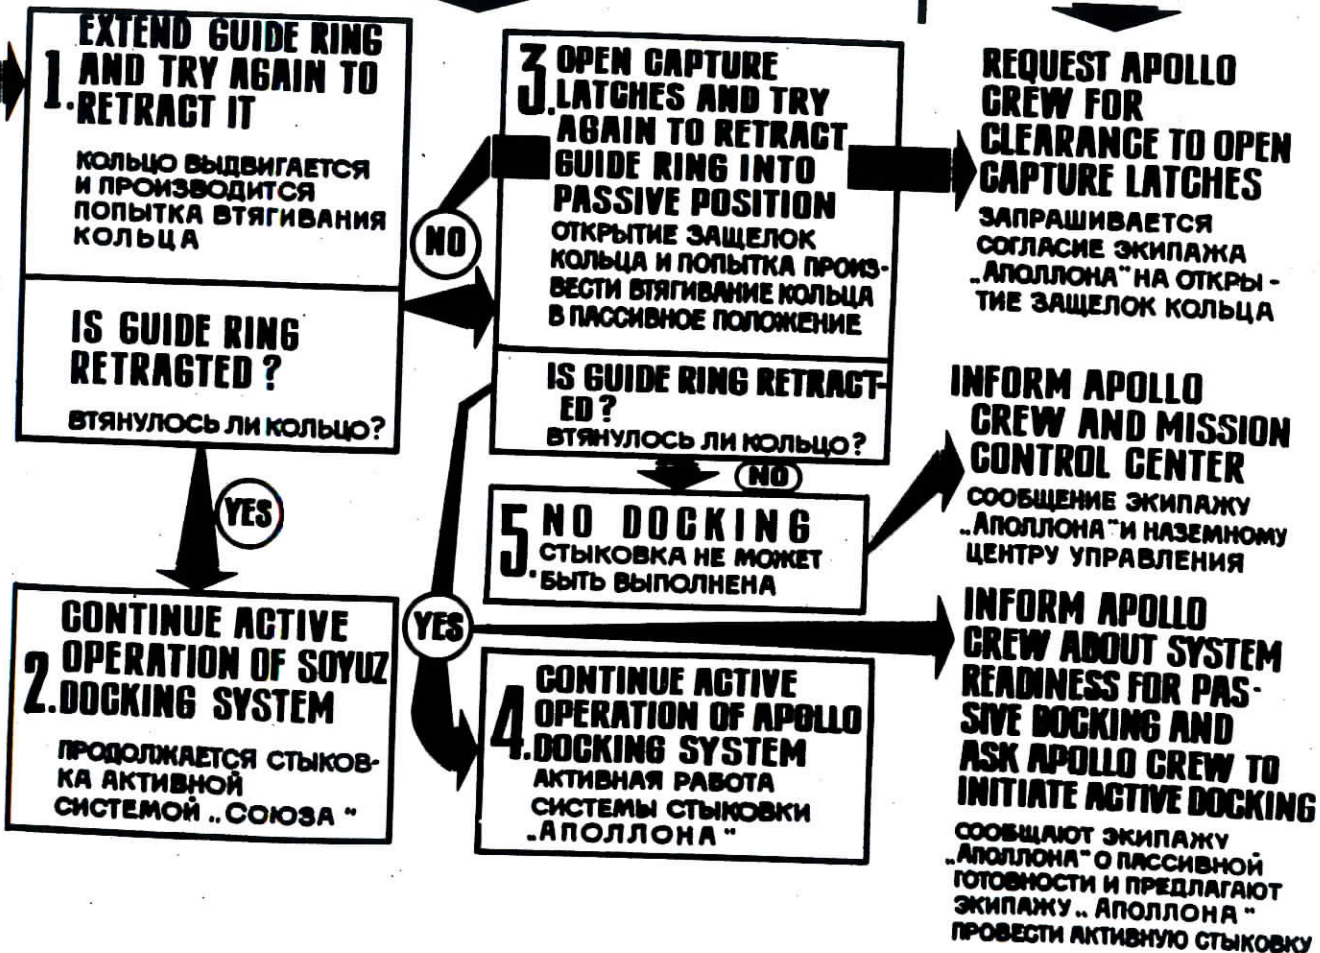 1. EXTEND GUIDE RING
AND TRY AGAIN TO
RETRACT IT
КОЛЬЦО ВЫДВИГАЕТСЯ
И ПРОИЗВОДИТСЯ
ПОПЫТКА ВТЯГИВАНИЯ
КОЛЬЦА
IS GUIDE RING
RETRAGTED ?
ВТЯНУЛОСЬ ЛИ КОЛЬЦО?
YES
2. CONTINUE ACTIVE
OPERATION OF SOYUZ
DOCKING SYSTEM
ПРОДОЛЖАЕТСЯ СТЫКОВ-
КА АКТИВНОЙ
СИСТЕМОЙ „СОЮЗА“
NO
3. OPEN CAPTURE
LATCHES AND TRY
AGAIN TO RETRACT
GUIDE RING INTO
PASSIVE POSITION
ОТКРЫТИЕ ЗАЩЕЛОК
КОЛЬЦА И ПОПЫТКА ПРОИЗ-
ВЕСТИ ВТЯГИВАНИЕ КОЛЬЦА
В ПАССИВНОЕ ПОЛОЖЕНИЕ
IS GUIDE RING RETRACT-
ED ?
ВТЯНУЛОСЬ ЛИ КОЛЬЦО?
NO
5. NO DOCKING
СТЫКОВКА НЕ МОЖЕТ
БЫТЬ ВЫПОЛНЕНА
YES
4. CONTINUE ACTIVE
OPERATION OF APOLLO
DOCKING SYSTEM
АКТИВНАЯ РАБОТА
СИСТЕМЫ СТЫКОВКИ
„АПОЛЛОНА“
REQUEST APOLLO
CREW FOR
CLEARANCE TO OPEN
CAPTURE LATCHES
ЗАПРАШИВАЕТСЯ
СОГЛАСИЕ ЭКИПАЖА
„АПОЛЛОНА“ НА ОТКРЫ-
ТИЕ ЗАЩЕЛОК КОЛЬЦА
INFORM APOLLO
CREW AND MISSION
CONTROL CENTER
СООБЩЕНИЕ ЭКИПАЖУ
„АПОЛЛОНА“ И НАЗЕМНОМУ
ЦЕНТРУ УПРАВЛЕНИЯ
INFORM APOLLO
CREW ABOUT SYSTEM
READINESS FOR PAS-
SIVE DOCKING AND
ASK APOLLO CREW TO
INITIATE ACTIVE DOCKING
СООБЩАЮТ ЭКИПАЖУ
„АПОЛЛОНА“ О ПАССИВНОЙ
ГОТОВНОСТИ И ПРЕДЛАГАЮТ
ЭКИПАЖУ „АПОЛЛОНА“
ПРОВЕСТИ АКТИВНУЮ СТЫКОВКУ